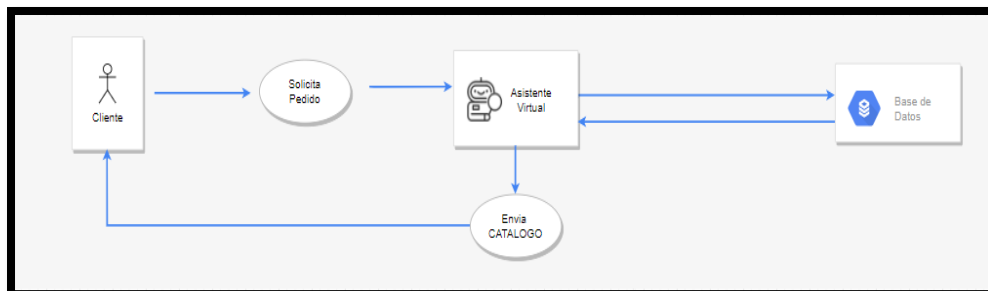 Solicita
Pedido
Asistente
Virtual
Base de
Datos
Cliente
Envia
CATALOGO